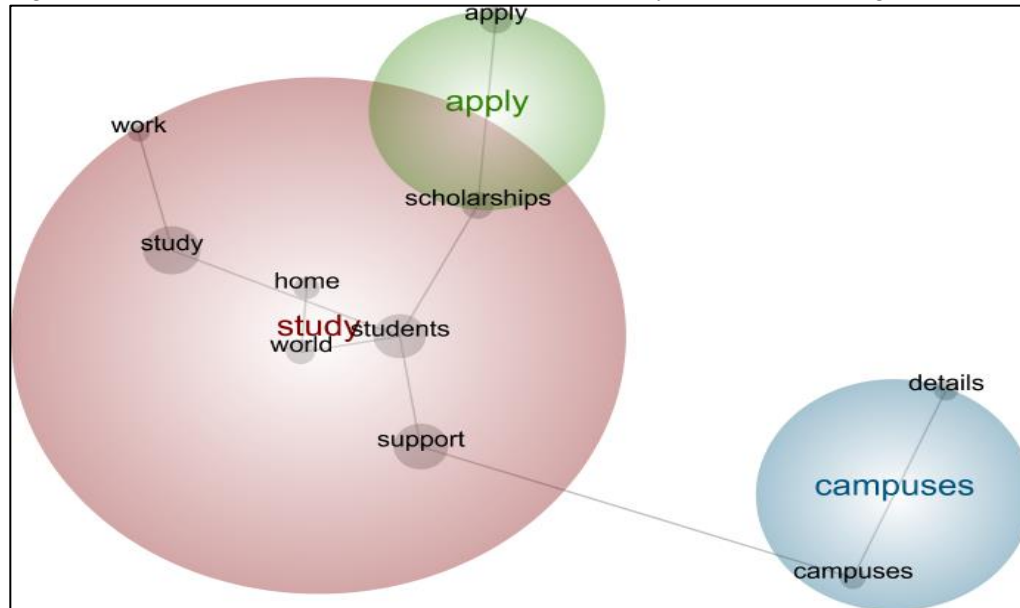 apply
apply
work
scholarships
study
home
study
students
world
details
support
campuses
campuses